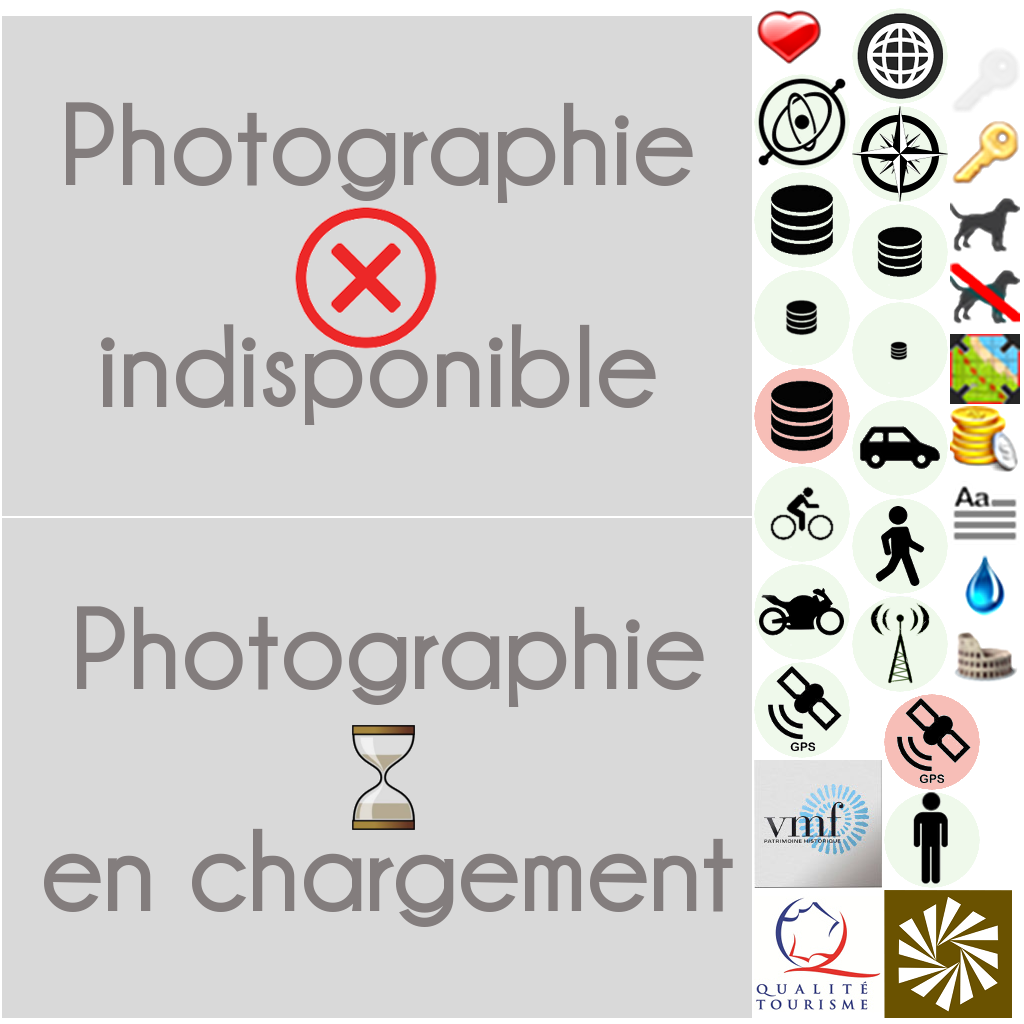 Photographie
indisponible
Photographie
en chargement
Aa
GPS
GPS
vmf
PATRIMOINE HISTORIQUE
QUALITÉ
TOURISME